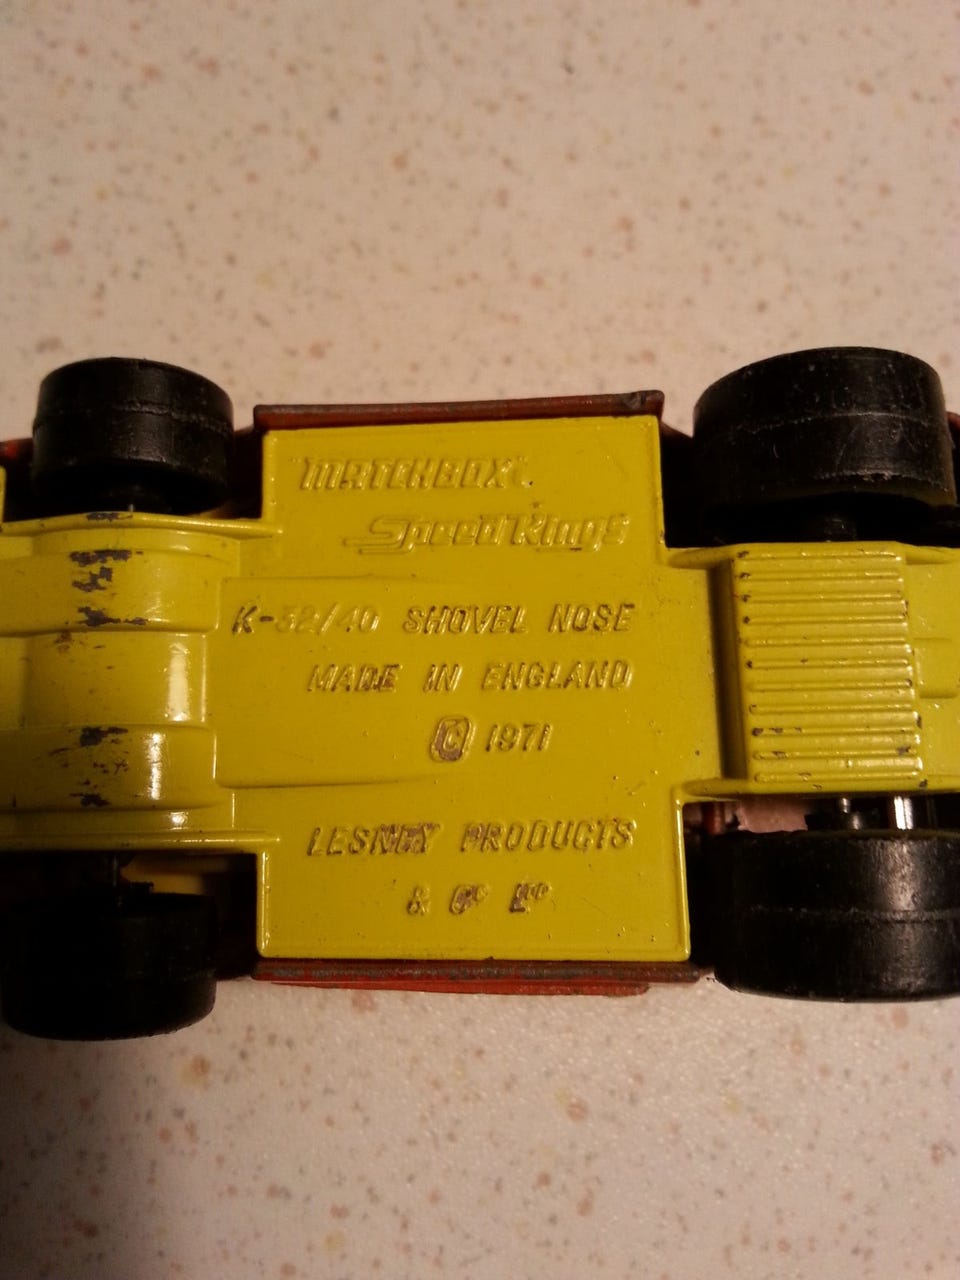 "MATCHBOX"
SpeedKings
K-32/40 SHOVEL NOSE
MADE IN ENGLAND
© 1971
LESNEY PRODUCTS
& Co LD